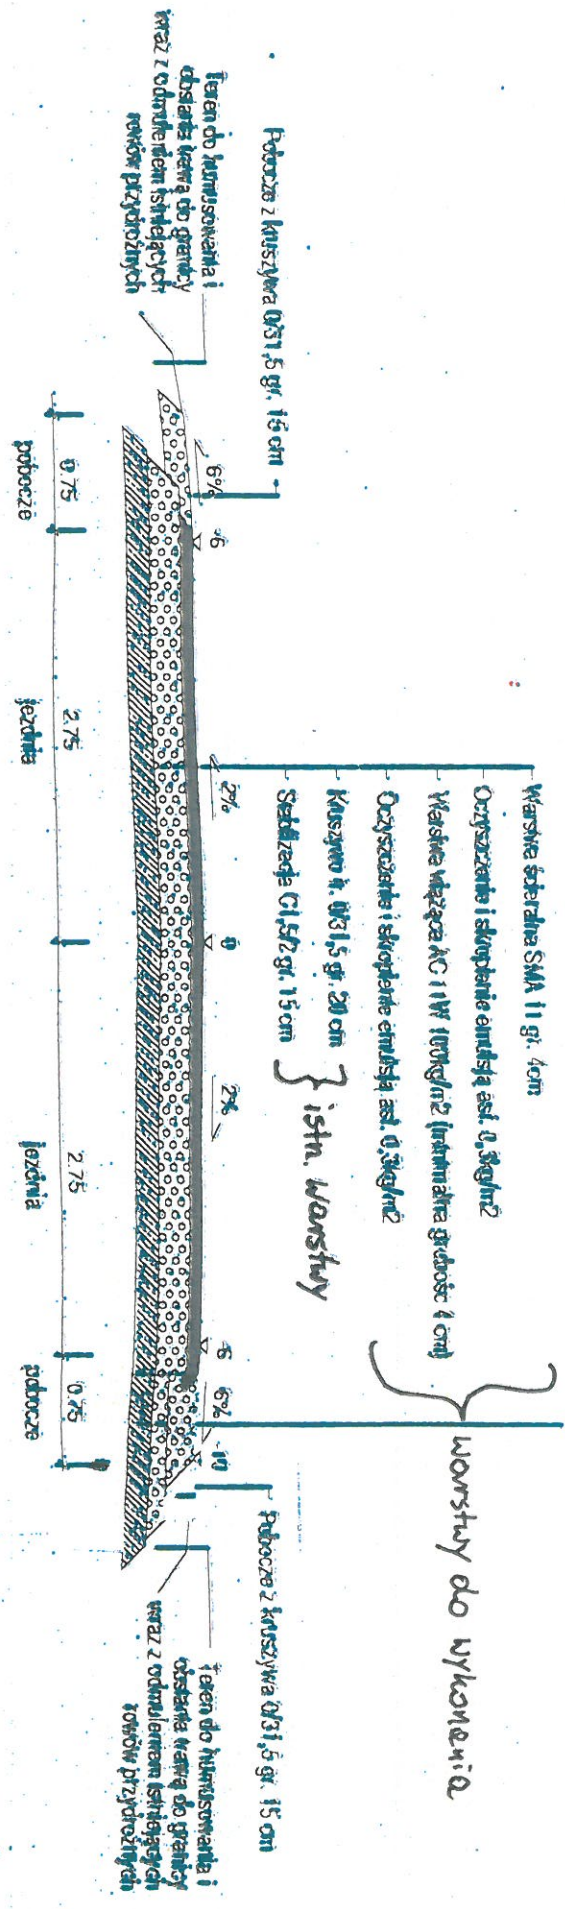 Warstwa ścieralna SMA 11 gr. 4cm
Oczyszczenie i skropienie emulsją asf. 0,3kg/m2
Warstwa wiążąca AC 11W 100kg/m2 (minimalna grubość 4 cm)
Oczyszczenie i skropienie emulsją asf. 0,5kg/m2
warstwy do wykonania
Kruszywo ł. 0/31,5 gr. 20 cm
Stabilizacja C1,5/2 gr. 15 cm
istn. warstwy
Pobocze z kruszywa 0/31,5 gr. 15 cm
Pobocze z kruszywa 0/31,5 gr. 15 cm
Teren do humusowania i
obsiania trawą do granicy
wraz z odmuleniem istniejących
rowów przydrożnych
Teren do humusowania i
obsiania trawą do granicy
wraz z odmuleniem istniejących
rowów przydrożnych
6%
-6
2%
0
2%
-6
6%
-10
0.75
2.75
2.75
0.75
pobocze
jezdnia
jezdnia
pobocze